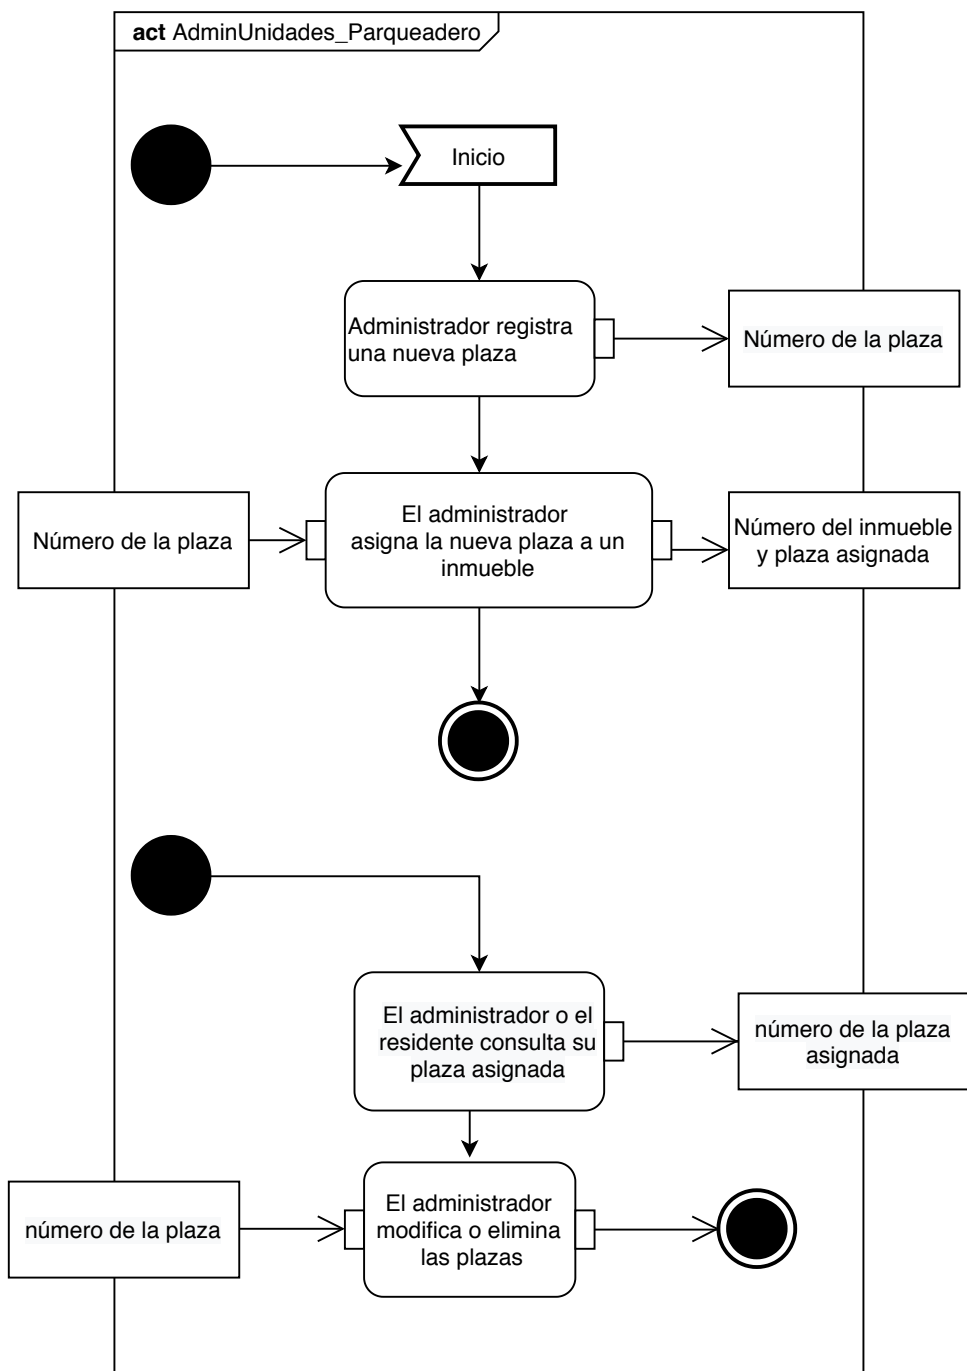 act AdminUnidades_Parqueadero
Inicio
Administrador registra
una nueva plaza
Número de la plaza
Número de la plaza
El administrador
asigna la nueva plaza a un
inmueble
Número del inmueble
y plaza asignada
El administrador o el
residente consulta su
plaza asignada
número de la plaza
asignada
número de la plaza
El administrador
modifica o elimina
las plazas